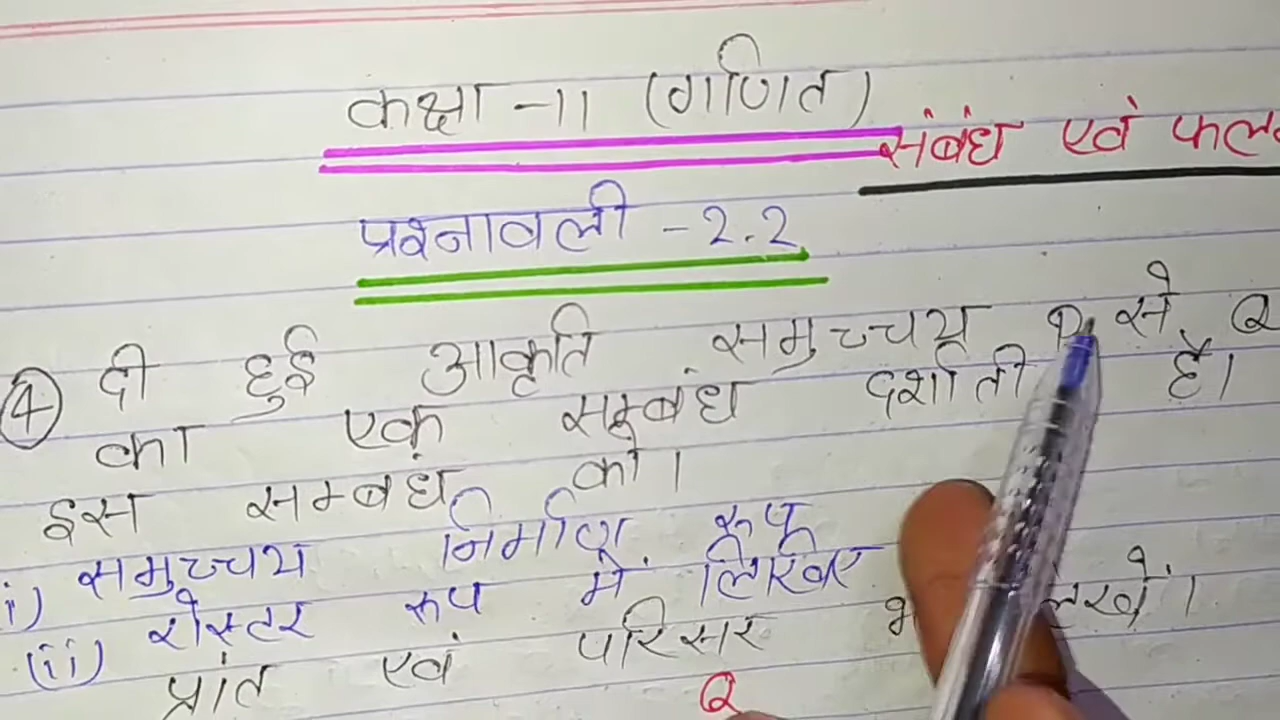 कक्षा -11 (गणित)
संबंध एवं फल
प्रश्नावली - 2.2
④ दी हुई आकृति समुच्चय P से Q
का एक सम्बंध दर्शाती है।
इस सम्बंध को।
i) समुच्चय निर्माण रूप
(ii) रोस्टर रूप में लिखिए
प्रांत एवं परिसर
Q